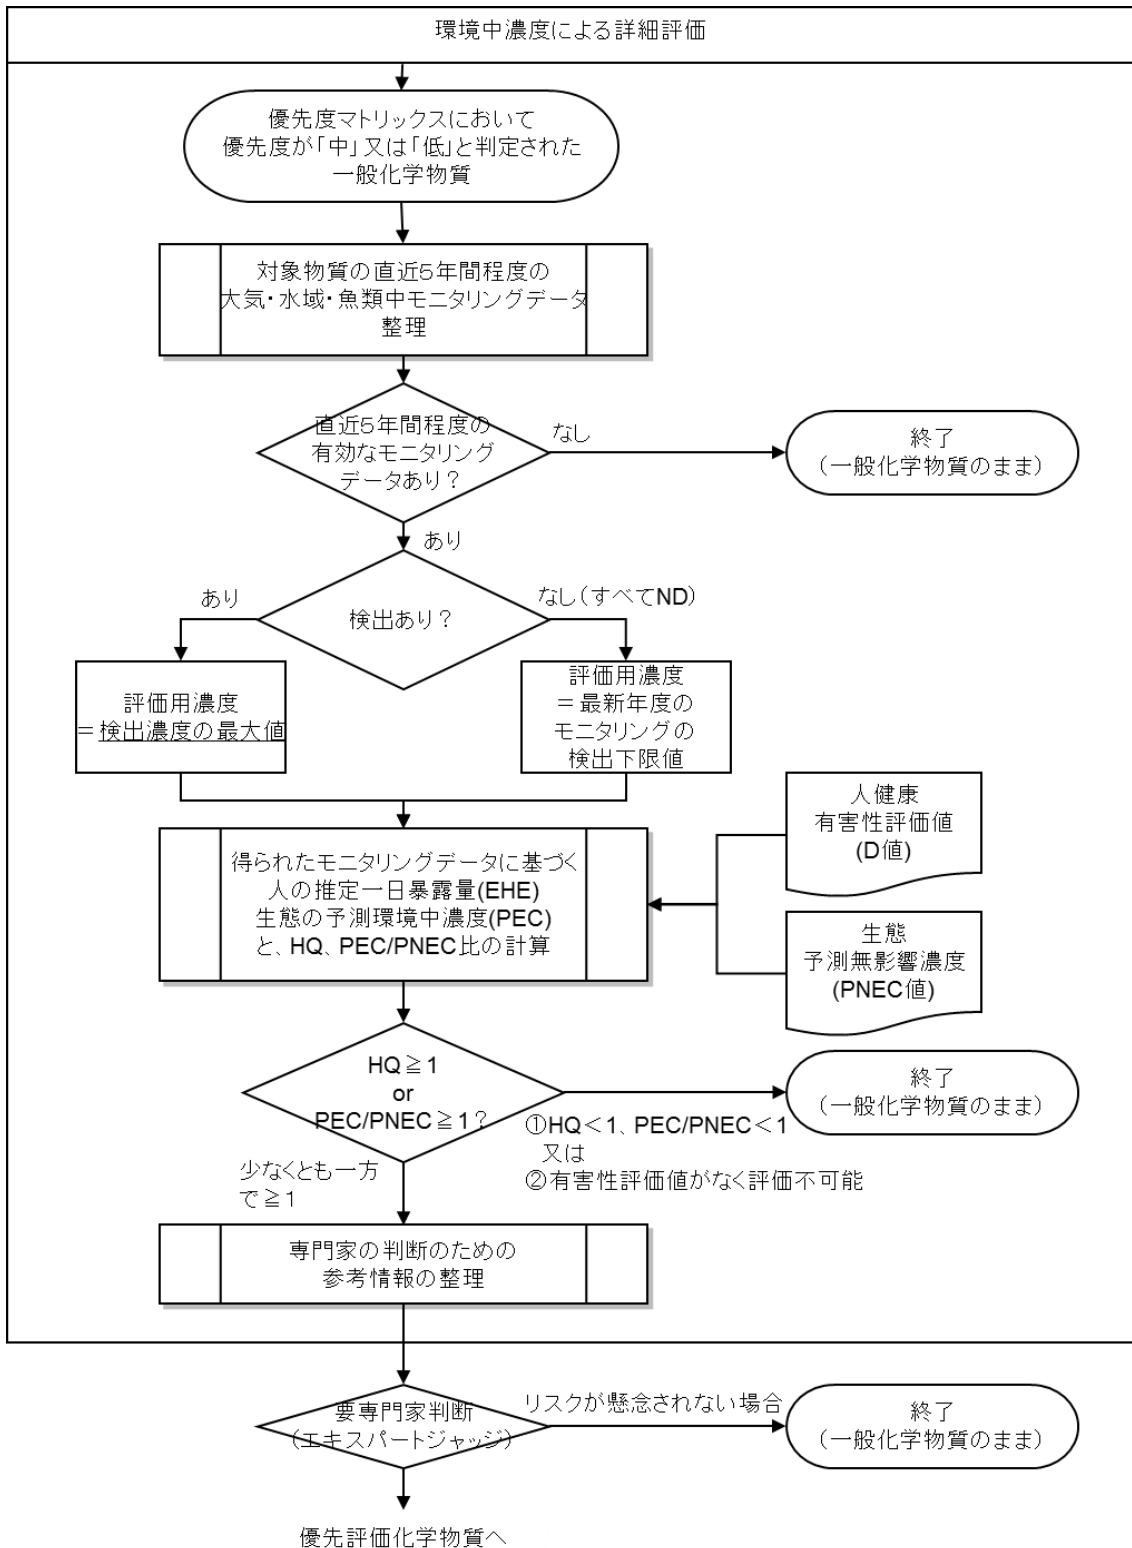 環境中濃度による詳細評価
優先度マトリックスにおいて
優先度が「中」又は「低」と判定された
一般化学物質
対象物質の直近5年間程度の
大気・水域・魚類中モニタリングデータ
整理
直近5年間程度の
有効なモニタリング
データあり？
なし
終了
（一般化学物質のまま）
あり
検出あり？
あり
なし（すべてND）
評価用濃度
＝検出濃度の最大値
評価用濃度
＝最新年度の
モニタリングの
検出下限値
人健康
有害性評価値
(D値)
得られたモニタリングデータに基づく
人の推定一日暴露量(EHE)
生態の予測環境中濃度(PEC)
と、HQ、PEC/PNEC比の計算
生態
予測無影響濃度
(PNEC値)
HQ≧1
or
PEC/PNEC≧1？
終了
（一般化学物質のまま）
①HQ＜1、PEC/PNEC＜1
又は
②有害性評価値がなく評価不可能
少なくとも一方
で≧1
専門家の判断のための
参考情報の整理
要専門家判断
（エキスパートジャッジ）
リスクが懸念されない場合
終了
（一般化学物質のまま）
優先評価化学物質へ